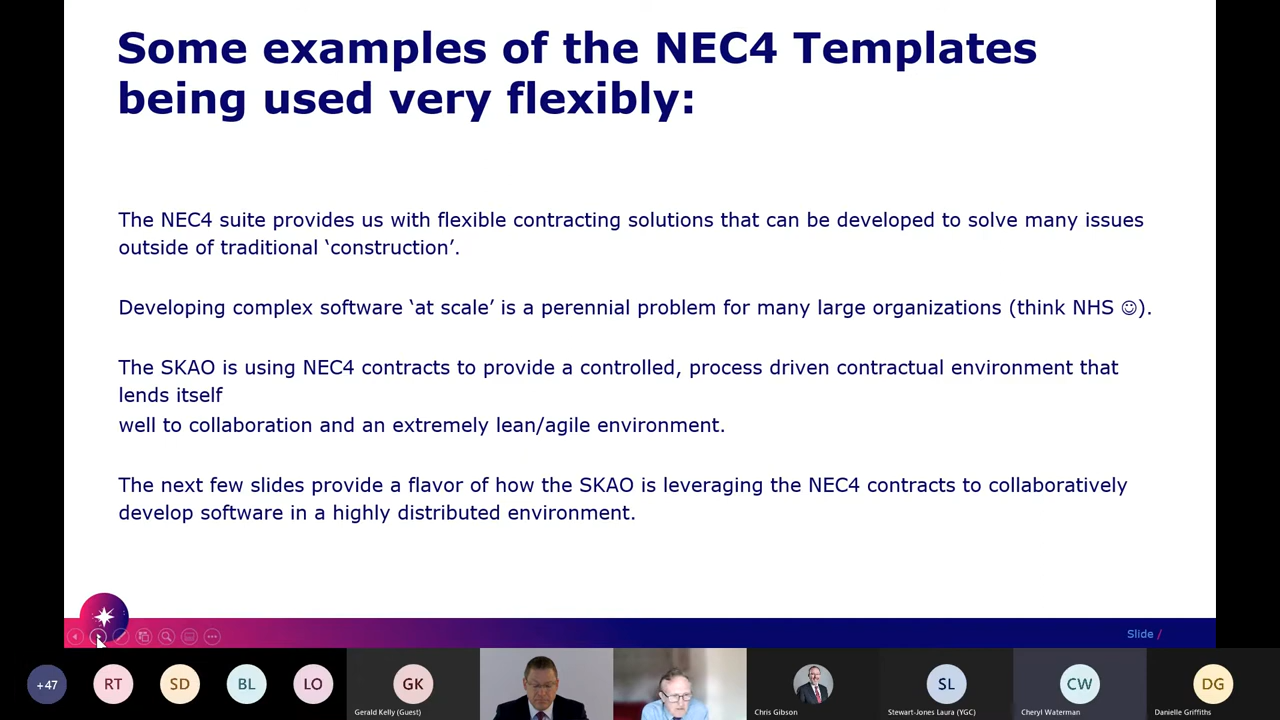 Some examples of the NEC4 Templates
being used very flexibly:
The NEC4 suite provides us with flexible contracting solutions that can be developed to solve many issues
outside of traditional ‘construction’.
Developing complex software ‘at scale’ is a perennial problem for many large organizations (think NHS ☺).
The SKAO is using NEC4 contracts to provide a controlled, process driven contractual environment that
lends itself
well to collaboration and an extremely lean/agile environment.
The next few slides provide a flavor of how the SKAO is leveraging the NEC4 contracts to collaboratively
develop software in a highly distributed environment.
Slide /
+47 RT SD BL LO GK SL CW DG
Gerald Kelly (Guest) Chris Gibson Stewart-Jones Laura (YGC) Cheryl Waterman Danielle Griffiths